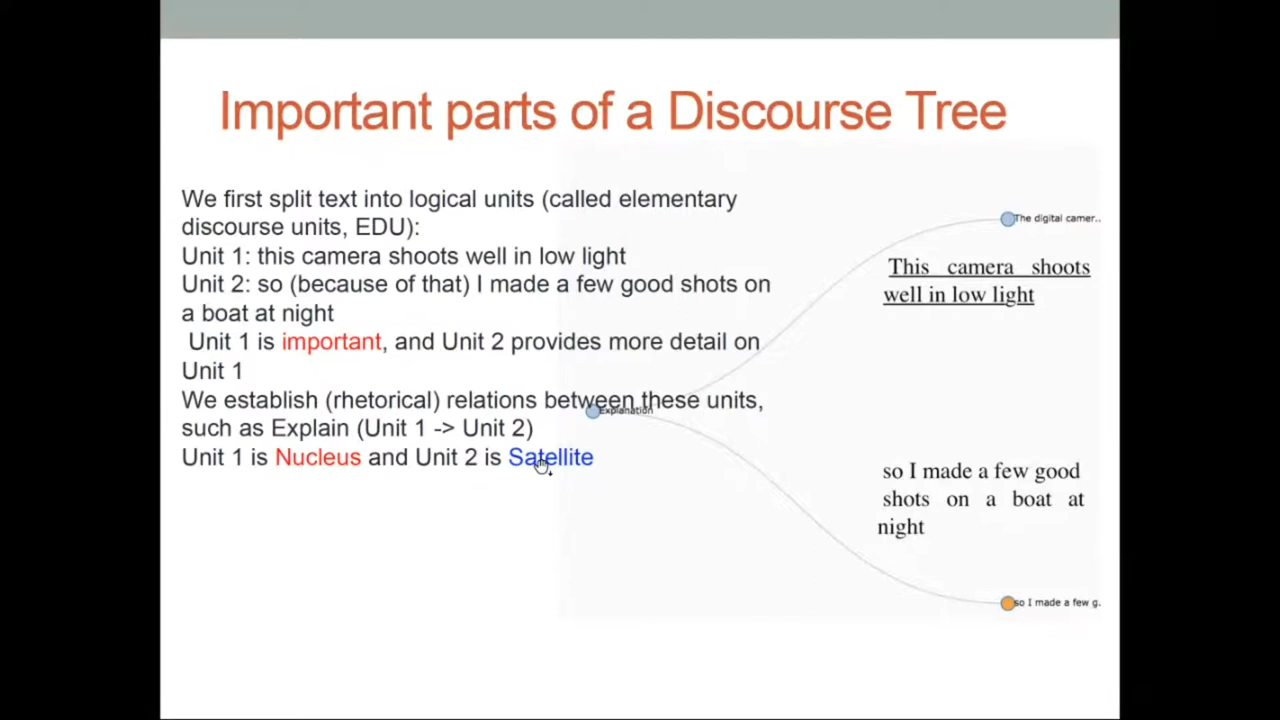 Important parts of a Discourse Tree
We first split text into logical units (called elementary
discourse units, EDU):
Unit 1: this camera shoots well in low light
Unit 2: so (because of that) I made a few good shots on
a boat at night
Unit 1 is important, and Unit 2 provides more detail on
Unit 1
We establish (rhetorical) relations between these units,
such as Explain (Unit 1 -> Unit 2)
Unit 1 is Nucleus and Unit 2 is Satellite
Explanation
The digital camer..
This camera shoots
well in low light
so I made a few good
shots on a boat at
night
so I made a few g.